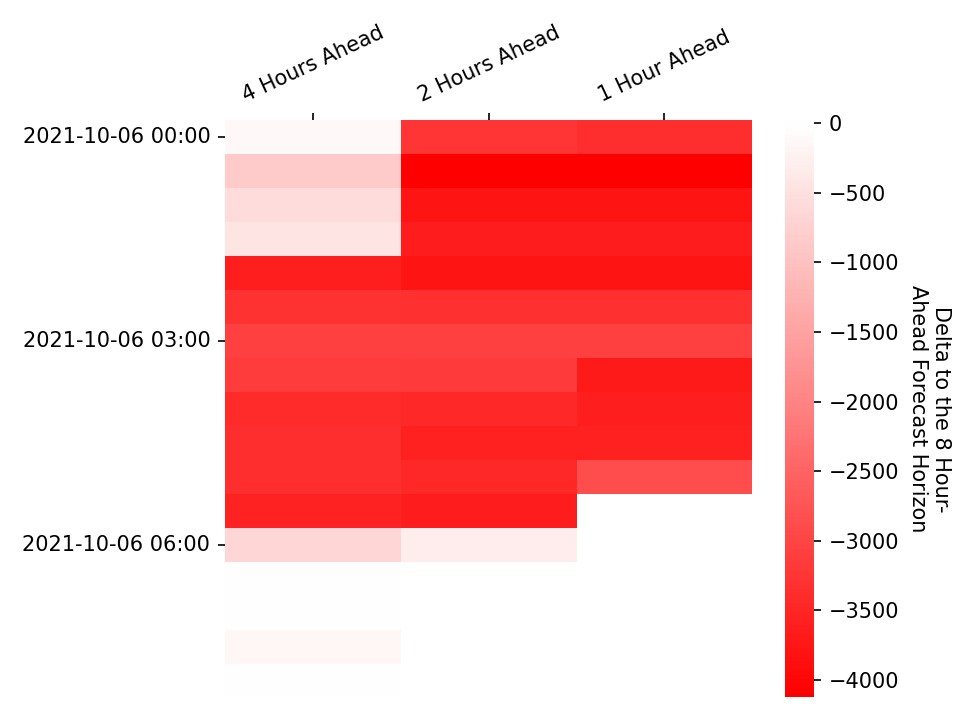 4 Hours Ahead
2 Hours Ahead
1 Hour Ahead
2021-10-06 00:00
2021-10-06 03:00
2021-10-06 06:00
0
−500
−1000
−1500
−2000
−2500
−3000
−3500
−4000
Delta to the 8 Hour-
Ahead Forecast Horizon